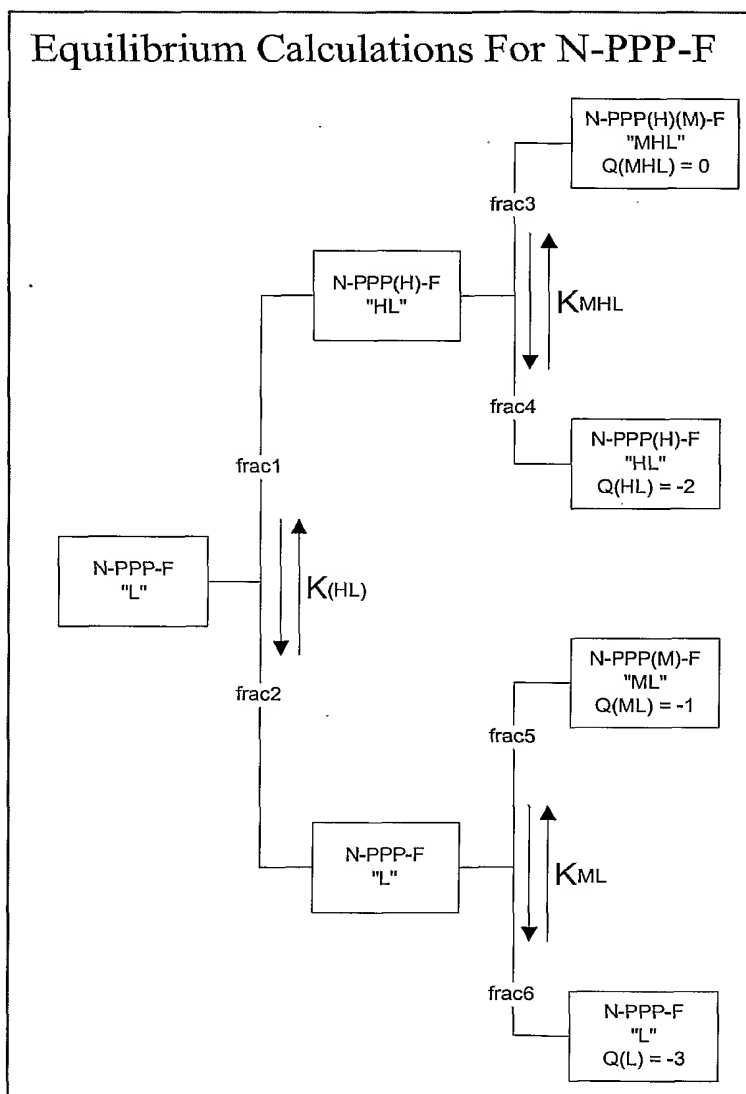 Equilibrium Calculations For N-PPP-F
N-PPP(H)(M)-F
"MHL"
Q(MHL) = 0
frac3
N-PPP(H)-F
"HL"
KMHL
frac4
N-PPP(H)-F
"HL"
Q(HL) = -2
frac1
N-PPP-F
"L"
K(HL)
N-PPP(M)-F
"ML"
Q(ML) = -1
frac2
frac5
N-PPP-F
"L"
KML
frac6
N-PPP-F
"L"
Q(L) = -3